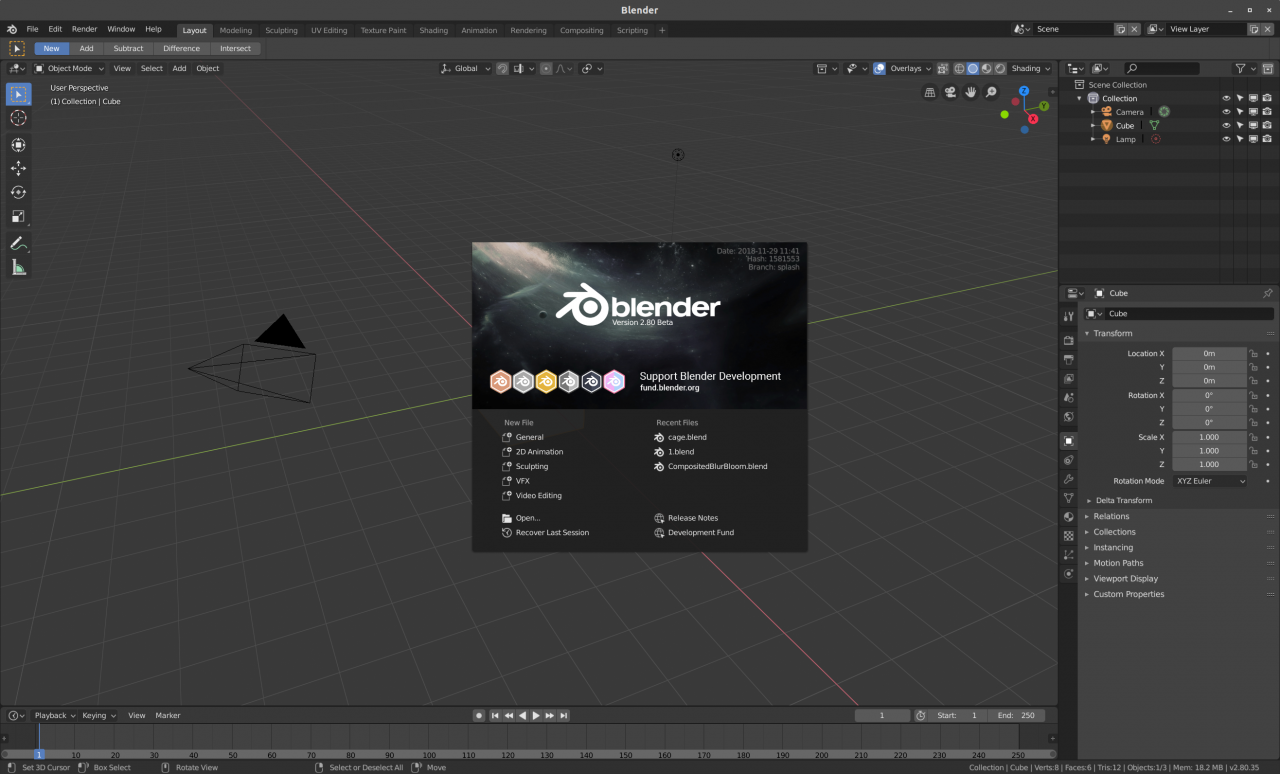 Blender
File Edit Render Window Help Layout Modeling Sculpting UV Editing Texture Paint Shading Animation Rendering Compositing Scripting + Scene View Layer
New Add Subtract Difference Intersect
Object Mode View Select Add Object Global Overlays Shading
User Perspective
(1) Collection | Cube
Z
Y
X
Scene Collection
Collection
Camera
Cube
Lamp
Date: 2018-11-29 11:41
Hash: 1581553
Branch: splash
blender
Version 2.80 Beta
Support Blender Development
fund.blender.org
New File
General
2D Animation
Sculpting
VFX
Video Editing
Open...
Recover Last Session
Recent Files
cage.blend
1.blend
CompositedBlurBloom.blend
Release Notes
Development Fund
Cube
Cube
Transform
Location X 0m
Y 0m
Z 0m
Rotation X 0°
Y 0°
Z 0°
Scale X 1.000
Y 1.000
Z 1.000
Rotation Mode XYZ Euler
Delta Transform
Relations
Collections
Instancing
Motion Paths
Viewport Display
Custom Properties
Playback Keying View Marker 1 Start: 1 End: 250
1 10 20 30 40 50 60 70 80 90 100 110 120 130 140 150 160 170 180 190 200 210 220 230 240 250
Set 3D Cursor Box Select Rotate View Select or Deselect All Move Collection | Cube | Verts:8 | Faces:6 | Tris:12 | Objects:1/3 | Mem: 18.2 MB | v2.80.35